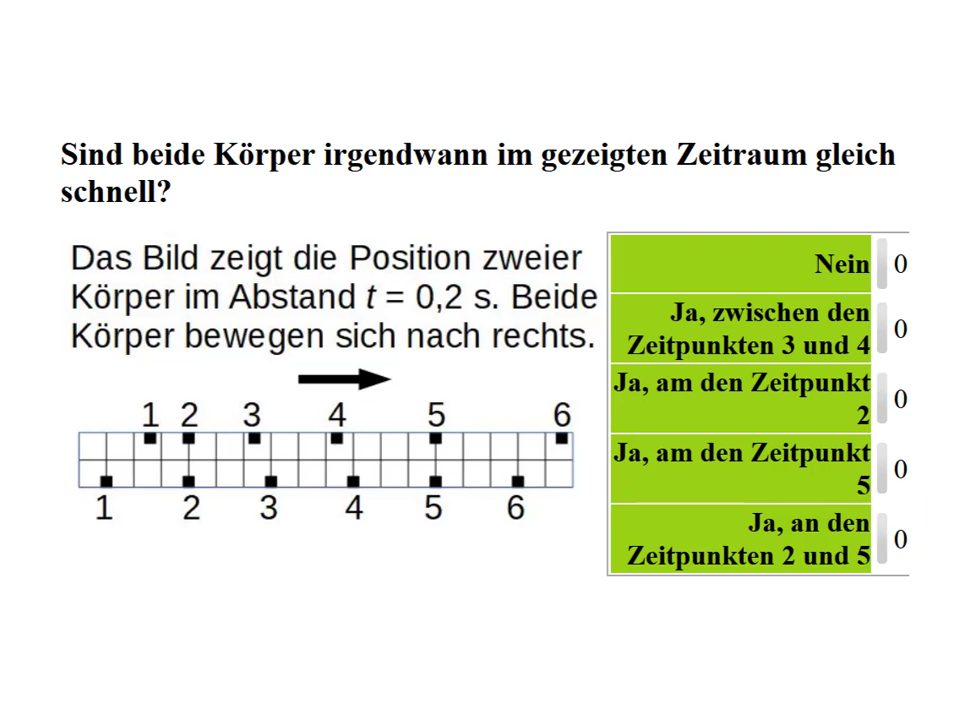 Sind beide Körper irgendwann im gezeigten Zeitraum gleich
schnell?
Das Bild zeigt die Position zweier
Körper im Abstand t = 0,2 s. Beide
Körper bewegen sich nach rechts.
1 2 3 4 5 6
1 2 3 4 5 6
Nein 0
Ja, zwischen den
Zeitpunkten 3 und 4 0
Ja, am den Zeitpunkt
2 0
Ja, am den Zeitpunkt
5 0
Ja, an den
Zeitpunkten 2 und 5 0